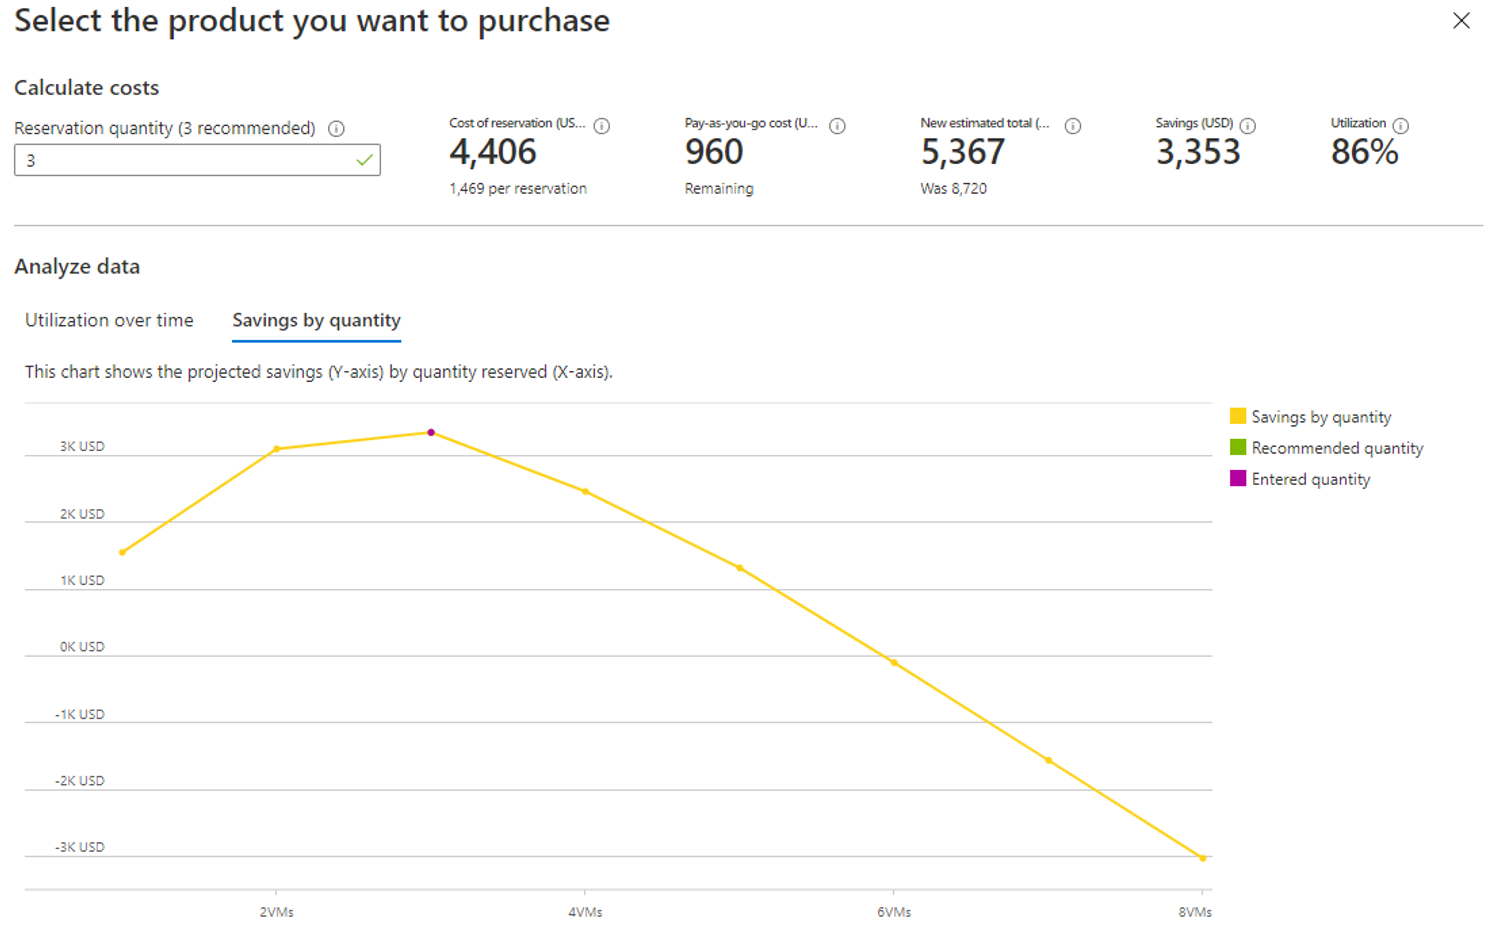 Select the product you want to purchase
Calculate costs
Reservation quantity (3 recommended)
3
Cost of reservation (US...
4,406
1,469 per reservation
Pay-as-you-go cost (U...
960
Remaining
New estimated total (...
5,367
Was 8,720
Savings (USD)
3,353
Utilization
86%
Analyze data
Utilization over time
Savings by quantity
This chart shows the projected savings (Y-axis) by quantity reserved (X-axis).
3K USD
2K USD
1K USD
0K USD
-1K USD
-2K USD
-3K USD
2VMs
4VMs
6VMs
8VMs
Savings by quantity
Recommended quantity
Entered quantity